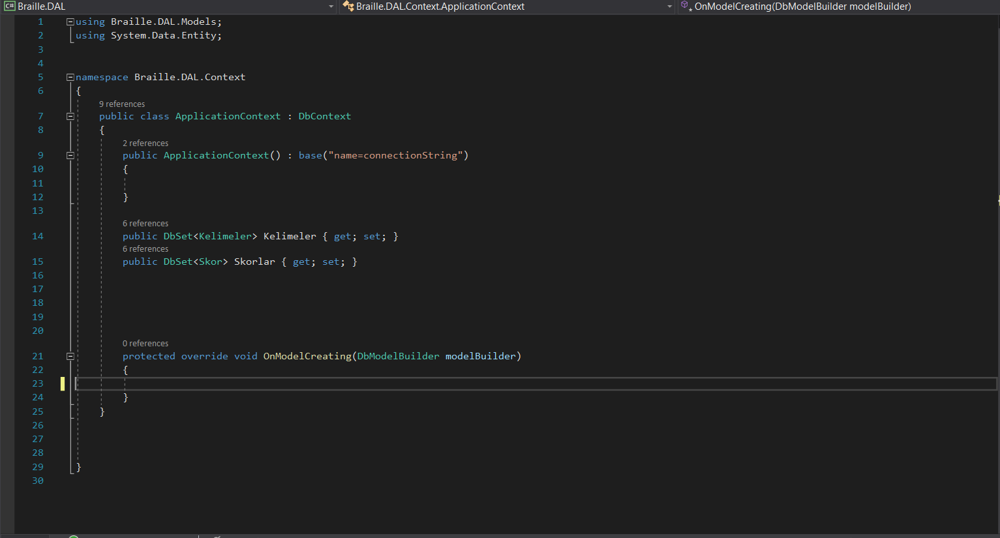 C# Braille.DAL Braille.DAL.Context.ApplicationContext OnModelCreating(DbModelBuilder modelBuilder)
1 using Braille.DAL.Models;
2 using System.Data.Entity;
3
4
5 namespace Braille.DAL.Context
6 {
9 references
7 public class ApplicationContext : DbContext
8 {
2 references
9 public ApplicationContext() : base("name=connectionString")
10 {
11
12 }
13
6 references
14 public DbSet<Kelimeler> Kelimeler { get; set; }
6 references
15 public DbSet<Skor> Skorlar { get; set; }
16
17
18
19
20
0 references
21 protected override void OnModelCreating(DbModelBuilder modelBuilder)
22 {
23
24 }
25 }
26
27
28
29 }
30